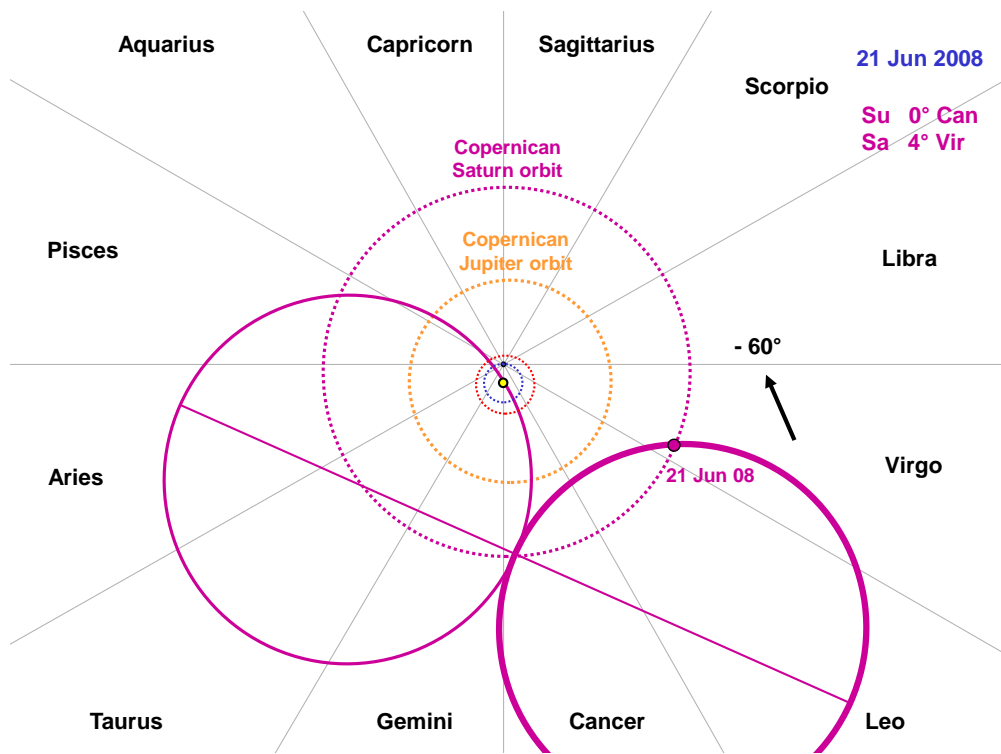 Aquarius
Capricorn
Sagittarius
21 Jun 2008
Scorpio
Su 0° Can
Sa 4° Vir
Copernican
Saturn orbit
Copernican
Jupiter orbit
Pisces
Libra
- 60°
Aries
21 Jun 08
Virgo
Taurus
Gemini
Cancer
Leo